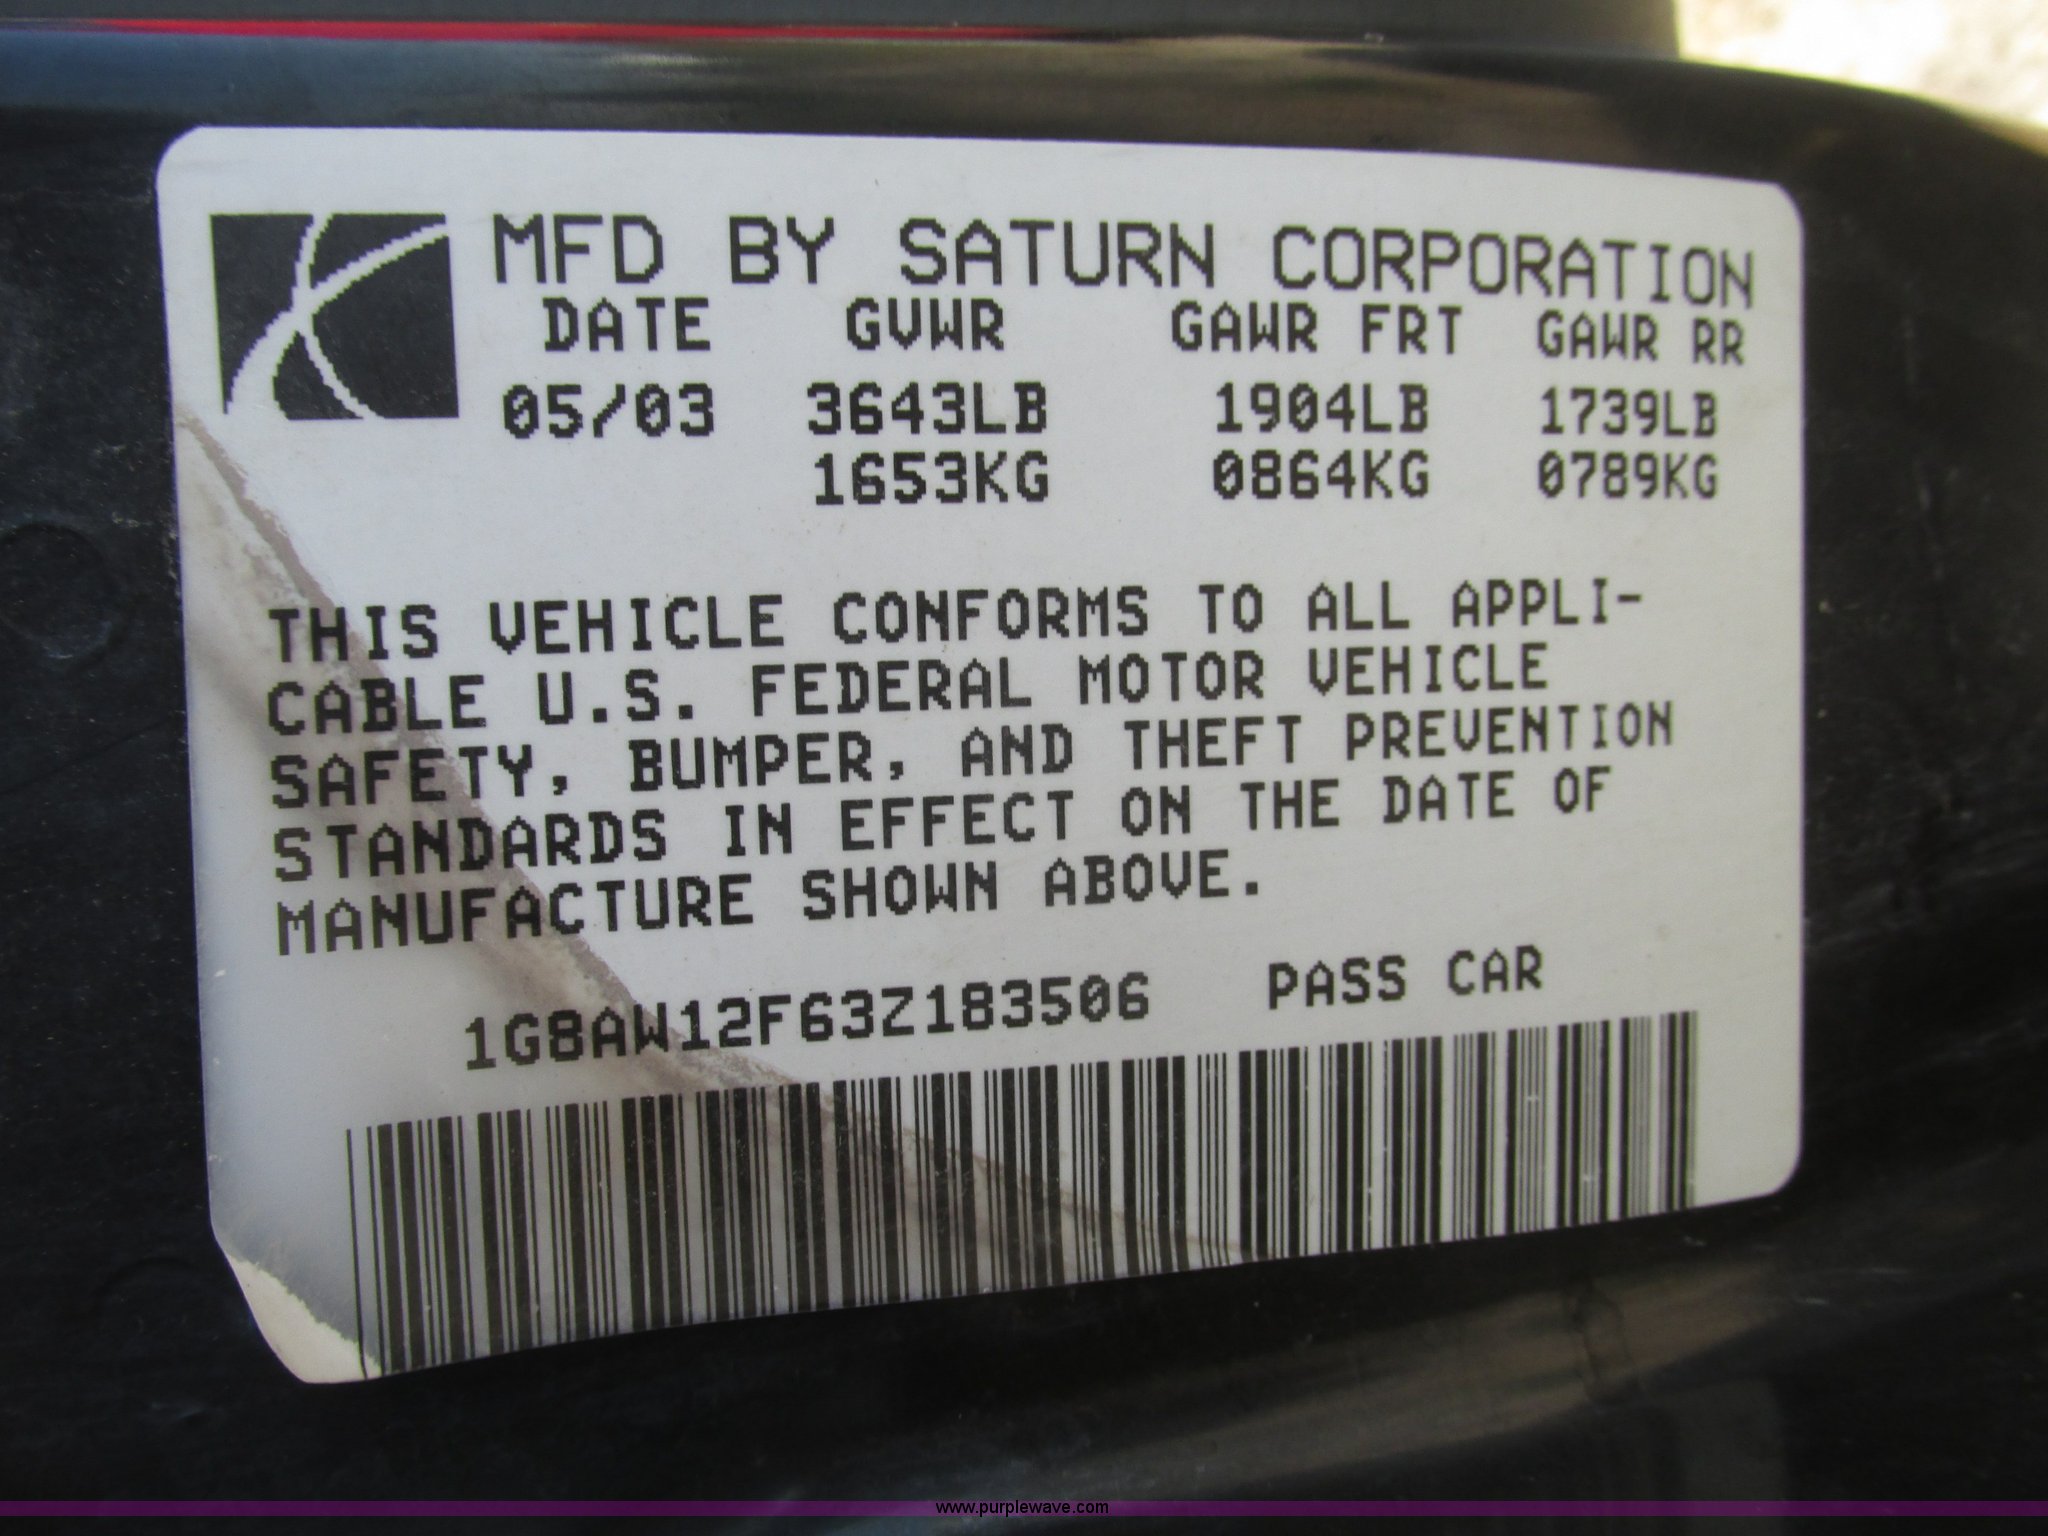 MFD BY SATURN CORPORATION
DATE GVWR GAWR FRT GAWR RR
05/03 3643LB 1904LB 1739LB
1653KG 0864KG 0789KG
THIS VEHICLE CONFORMS TO ALL APPLI-
CABLE U.S. FEDERAL MOTOR VEHICLE
SAFETY, BUMPER, AND THEFT PREVENTION
STANDARDS IN EFFECT ON THE DATE OF
MANUFACTURE SHOWN ABOVE.
1G8AW12F63Z183506 PASS CAR
www.purplewave.com